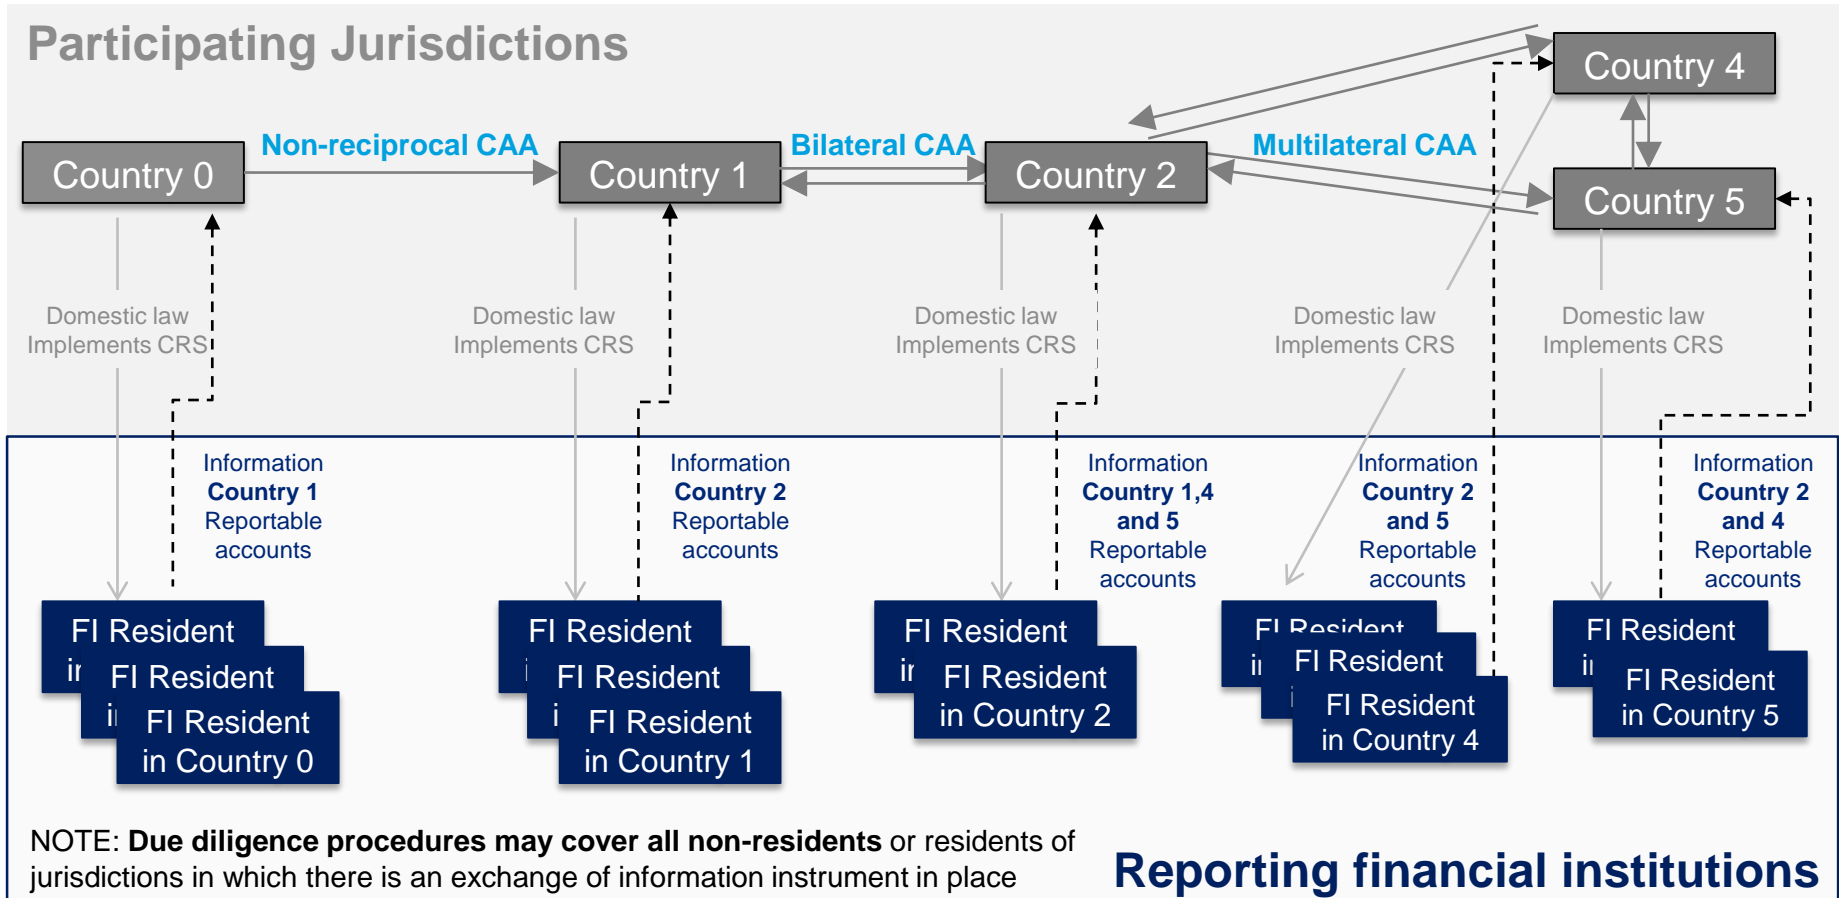 Participating Jurisdictions
Country 4
Non-reciprocal CAA
Bilateral CAA
Multilateral CAA
Country 0
Country 1
Country 2
Country 5
Domestic law
Implements CRS
Domestic law
Implements CRS
Domestic law
Implements CRS
Domestic law
Implements CRS
Domestic law
Implements CRS
Information
Country 1
Reportable
accounts
Information
Country 2
Reportable
accounts
Information
Country 1,4
and 5
Reportable
accounts
Information
Country 2
and 5
Reportable
accounts
Information
Country 2
and 4
Reportable
accounts
FI Resident
FI Resident
FI Resident
in Country 0
FI Resident
FI Resident
FI Resident
in Country 1
FI Resident
FI Resident
in Country 2
FI Resident
FI Resident
FI Resident
in Country 4
FI Resident
FI Resident
in Country 5
NOTE: Due diligence procedures may cover all non-residents or residents of
jurisdictions in which there is an exchange of information instrument in place
Reporting financial institutions